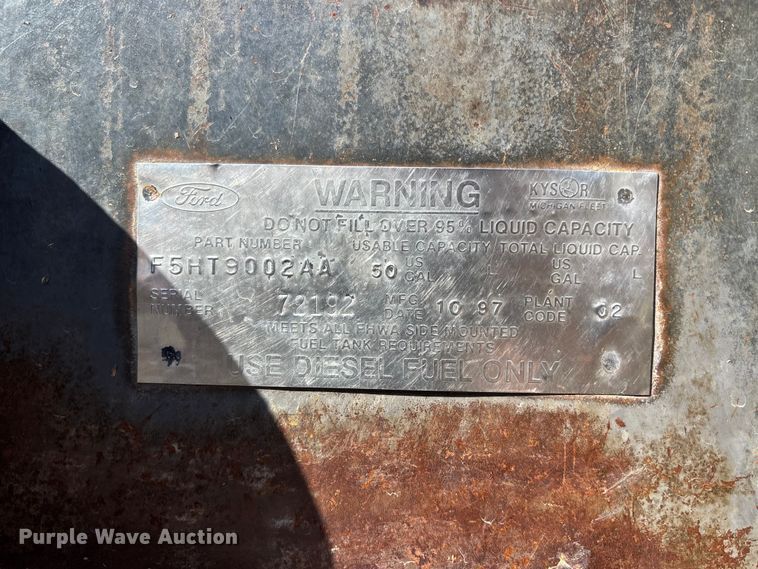 Ford WARNING KYSOR
MICHIGAN FLEET
DO NOT FILL OVER 95% LIQUID CAPACITY
PART NUMBER USABLE CAPACITY TOTAL LIQUID CAP.
F5HT9002AA 50 US GAL L US GAL L
SERIAL NUMBER 72192 MFG DATE 10 97 PLANT CODE 02
MEETS ALL FHWA SIDE MOUNTED
FUEL TANK REQUIREMENTS
USE DIESEL FUEL ONLY
Purple Wave Auction